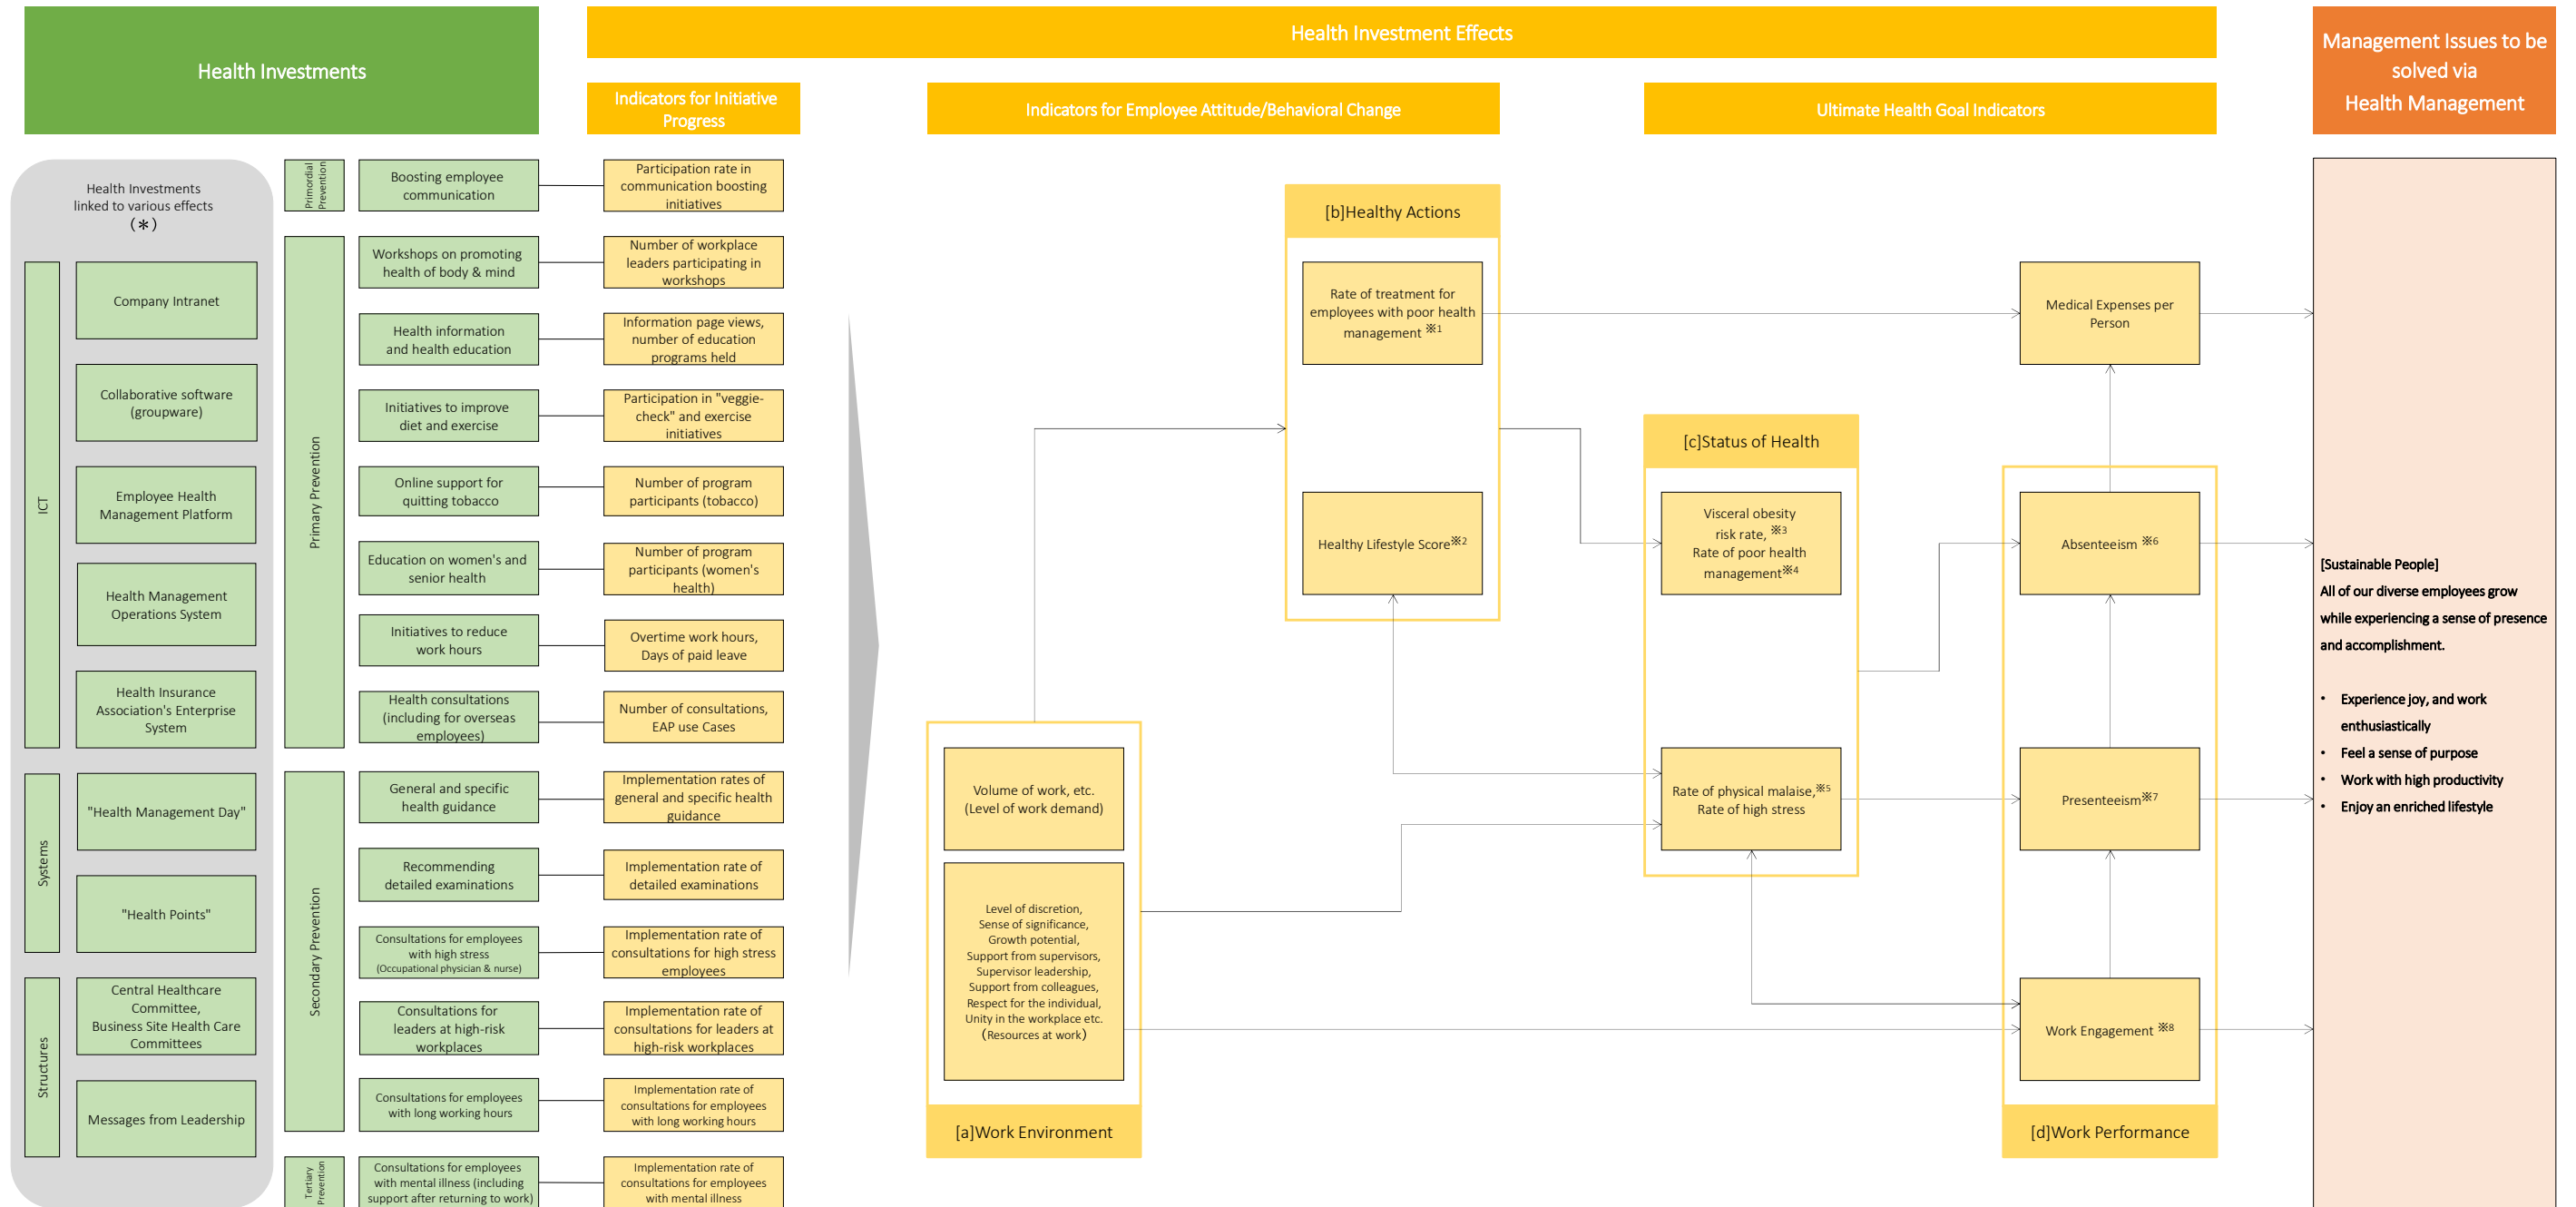 Health Investments
Health Investment Effects
Management Issues to be
solved via
Health Management
Indicators for Initiative
Progress
Indicators for Employee Attitude/Behavioral Change
Ultimate Health Goal Indicators
Health Investments
linked to various effects
(＊)
ICT
Company Intranet
Collaborative software
(groupware)
Employee Health
Management Platform
Health Management
Operations System
Health Insurance
Association's Enterprise
System
Systems
"Health Management Day"
"Health Points"
Structures
Central Healthcare
Committee,
Business Site Health Care
Committees
Messages from Leadership
Primordial
Prevention
Boosting employee
communication
Participation rate in
communication boosting
initiatives
Primary Prevention
Workshops on promoting
health of body & mind
Number of workplace
leaders participating in
workshops
Health information
and health education
Information page views,
number of education
programs held
Initiatives to improve
diet and exercise
Participation in "veggie-
check" and exercise
initiatives
Online support for
quitting tobacco
Number of program
participants (tobacco)
Education on women's and
senior health
Number of program
participants (women's
health)
Initiatives to reduce
work hours
Overtime work hours,
Days of paid leave
Health consultations
(including for overseas
employees)
Number of consultations,
EAP use Cases
Secondary Prevention
General and specific
health guidance
Implementation rates of
general and specific health
guidance
Recommending
detailed examinations
Implementation rate of
detailed examinations
Consultations for employees
with high stress
(Occupational physician & nurse)
Implementation rate of
consultations for high stress
employees
Consultations for
leaders at high-risk
workplaces
Implementation rate of
consultations for leaders at
high-risk workplaces
Consultations for employees
with long working hours
Implementation rate of
consultations for employees
with long working hours
Tertiary
Prevention
Consultations for employees
with mental illness (including
support after returning to work)
Implementation rate of
consultations for employees
with mental illness
[a]Work Environment
Volume of work, etc.
(Level of work demand)
Level of discretion,
Sense of significance,
Growth potential,
Support from supervisors,
Supervisor leadership,
Support from colleagues,
Respect for the individual,
Unity in the workplace etc.
(Resources at work)
[b]Healthy Actions
Rate of treatment for
employees with poor health
management ※1
Healthy Lifestyle Score※2
[c]Status of Health
Visceral obesity
risk rate, ※3
Rate of poor health
management※4
Rate of physical malaise,※5
Rate of high stress
Medical Expenses per
Person
Absenteeism ※6
Presenteeism※7
Work Engagement ※8
[d]Work Performance
[Sustainable People]
All of our diverse employees grow
while experiencing a sense of presence
and accomplishment.
• Experience joy, and work
enthusiastically
• Feel a sense of purpose
• Work with high productivity
• Enjoy an enriched lifestyle